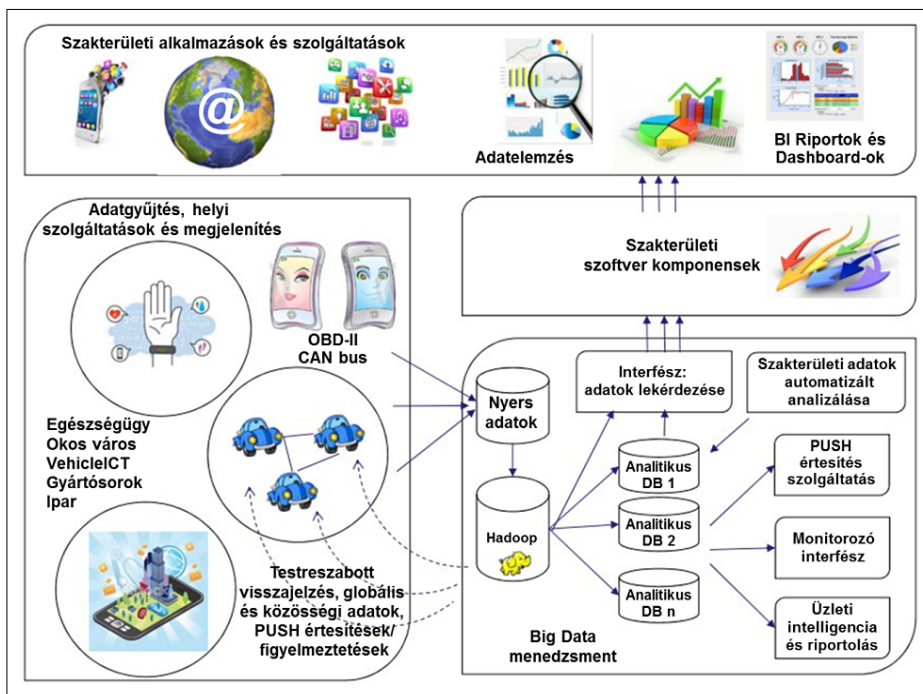 Szakterületi alkalmazások és szolgáltatások
@
Adatelemzés
BI Riportok és
Dashboard-ok
Adatgyűjtés, helyi
szolgáltatások és megjelenítés
OBD-II
CAN bus
Egészségügy
Okos város
VehicleICT
Gyártósorok
Ipar
Testreszabott
visszajelzés, globális
és közösségi adatok,
PUSH értesítések/
figyelmeztetések
Szakterületi
szoftver komponensek
Interfész:
adatok lekérdezése
Szakterületi adatok
automatizált
analizálása
Nyers
adatok
Hadoop
Analitikus
DB 1
Analitikus
DB 2
Analitikus
DB n
PUSH
értesítés
szolgáltatás
Monitorozó
interfész
Üzleti
intelligencia
és riportolás
Big Data
menedzsment